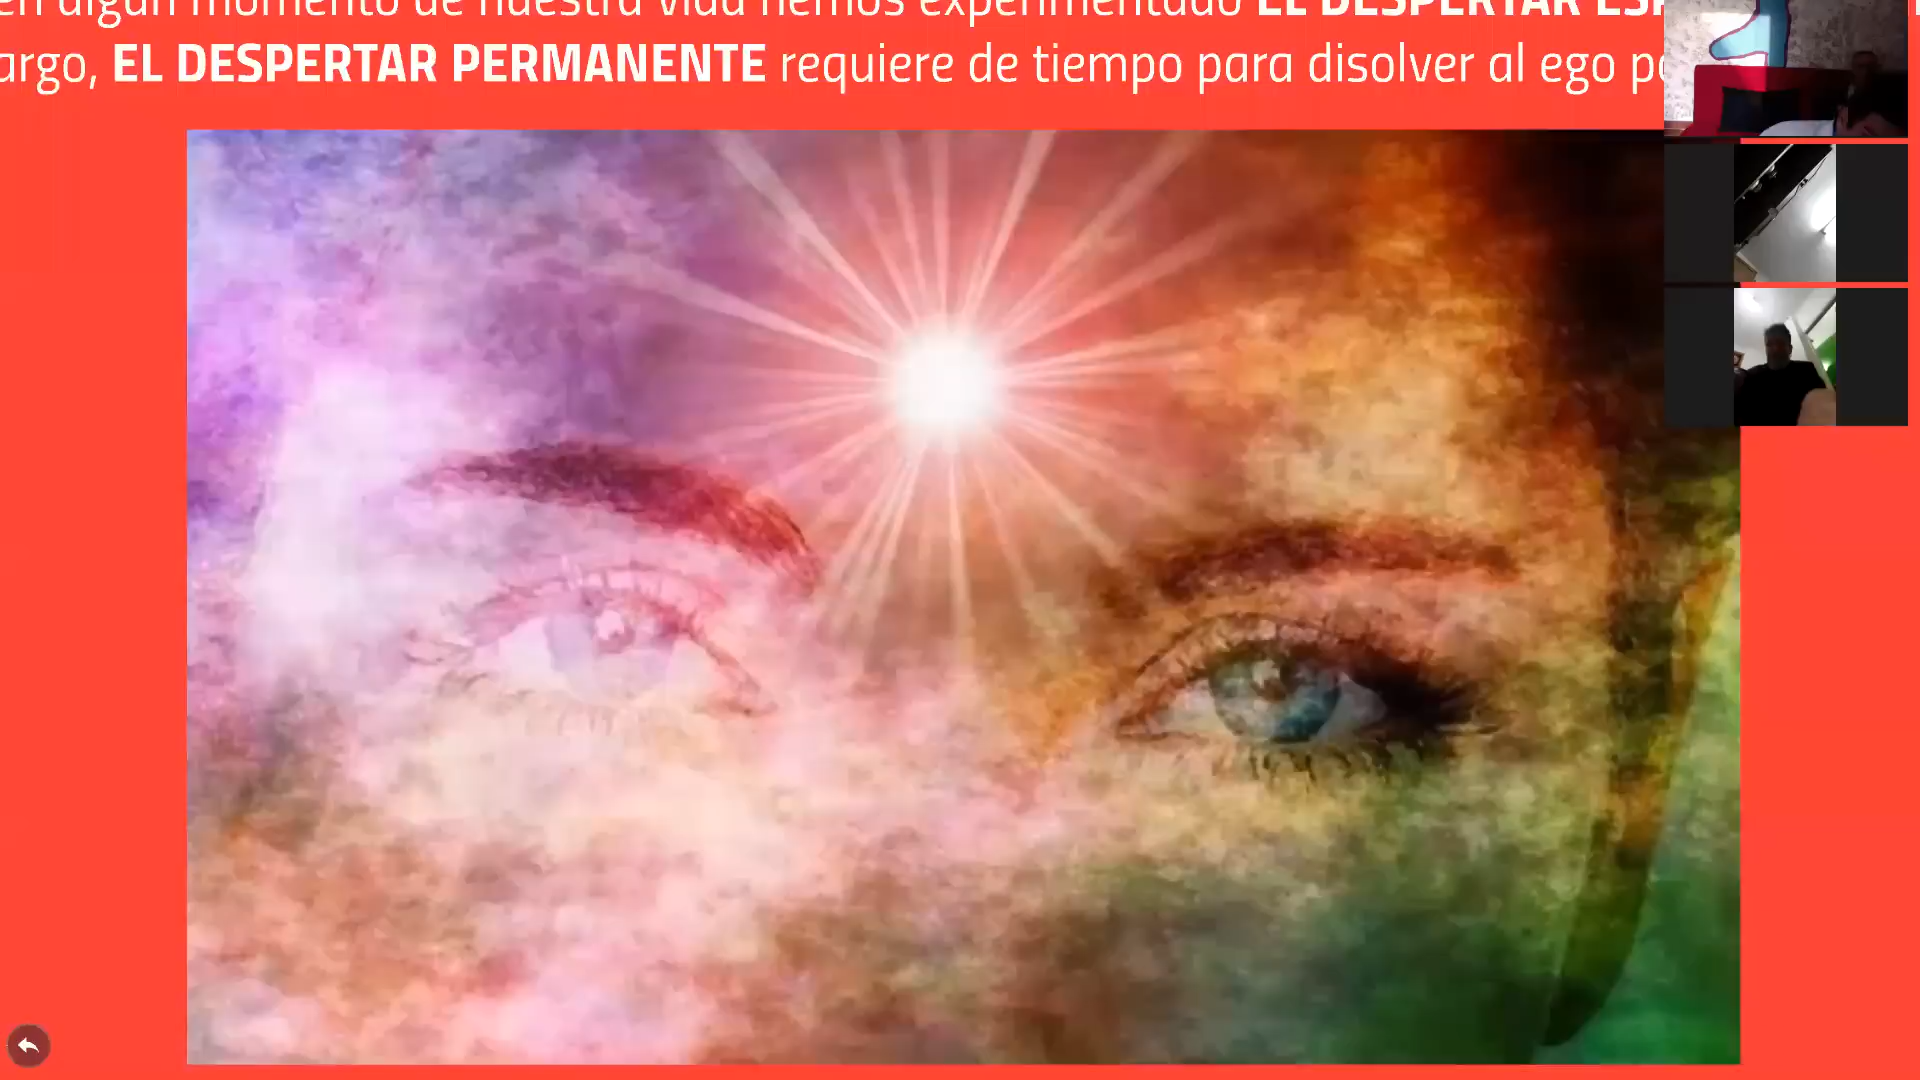 en algún momento de nuestra vida hemos experimentado EL DESPERTAR
argo, EL DESPERTAR PERMANENTE requiere de tiempo para disolver al ego